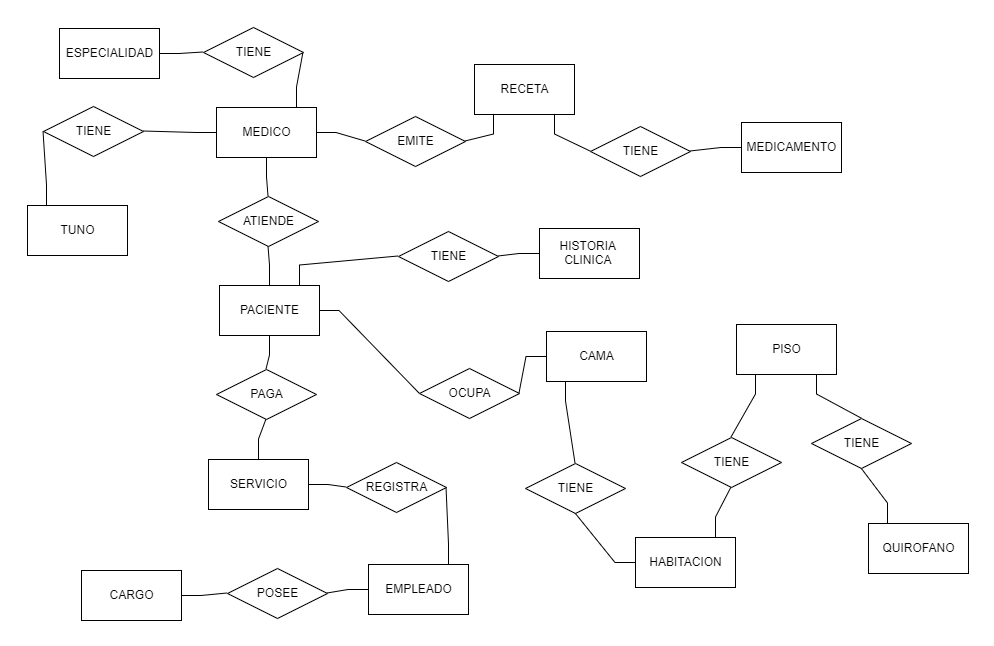 ESPECIALIDAD
TIENE
RECETA
TIENE
MEDICO
EMITE
TIENE
MEDICAMENTO
TUNO
ATIENDE
TIENE
HISTORIA
CLINICA
PACIENTE
CAMA
PISO
PAGA
OCUPA
TIENE
TIENE
SERVICIO
REGISTRA
TIENE
QUIROFANO
HABITACION
CARGO
POSEE
EMPLEADO